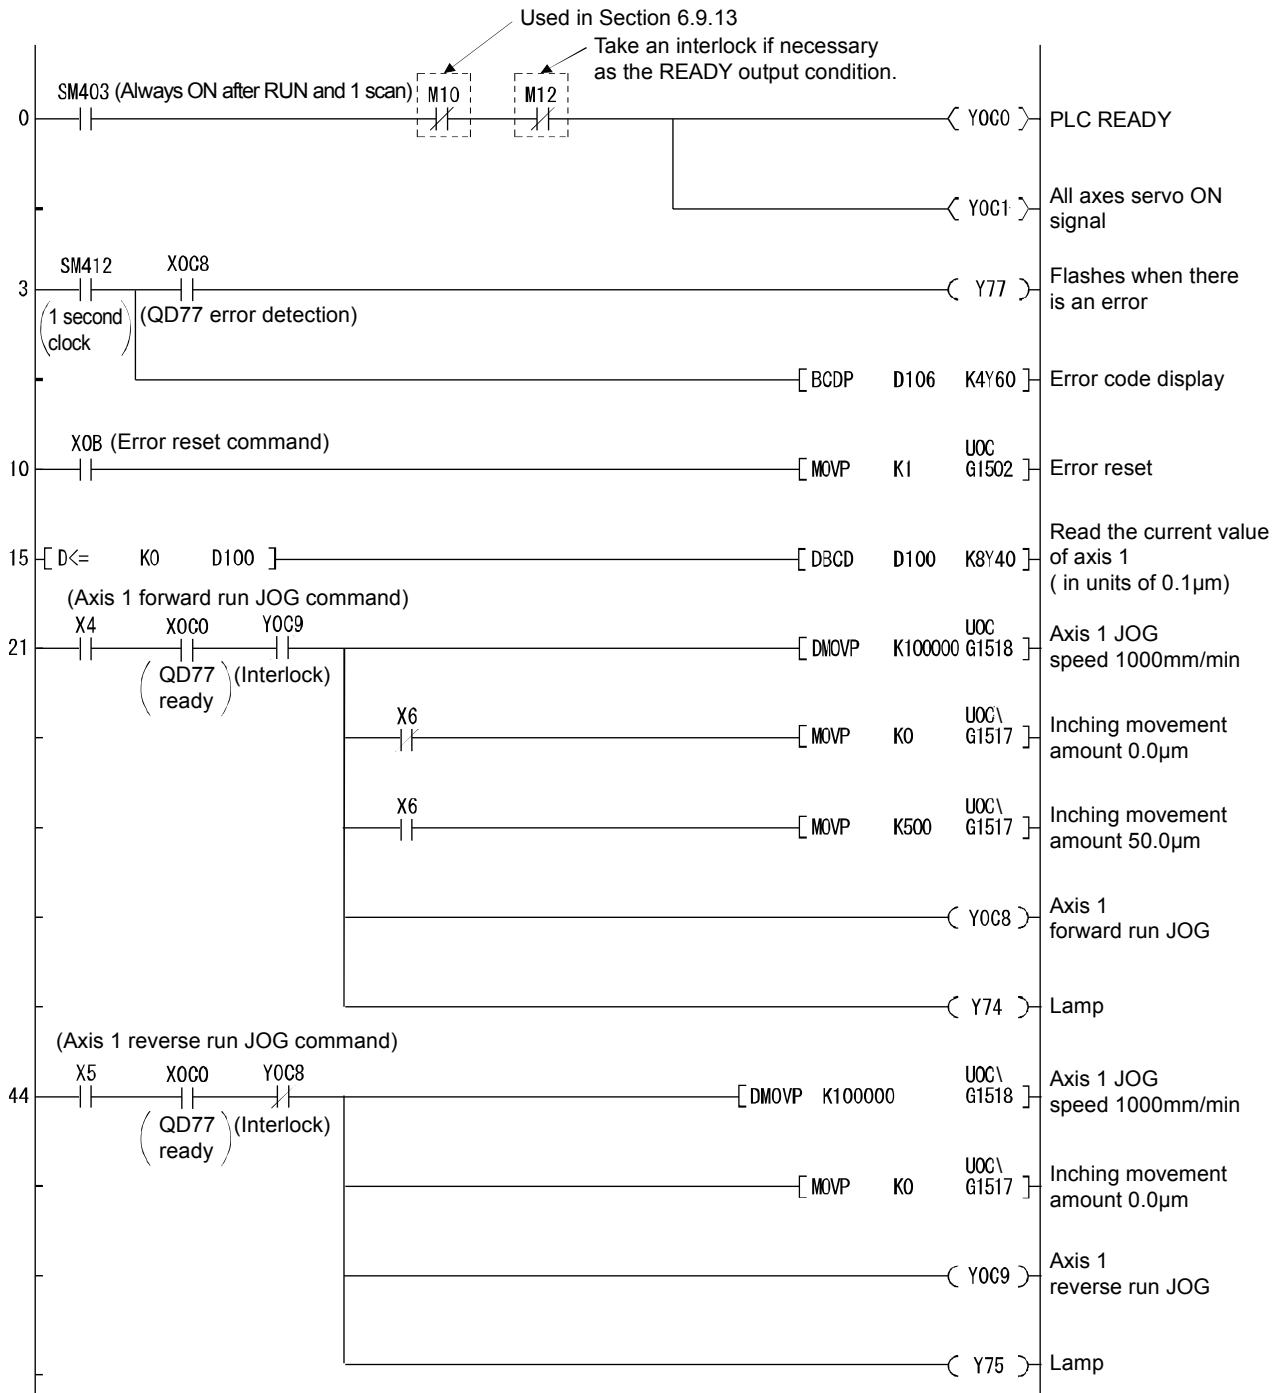 Used in Section 6.9.13
Take an interlock if necessary
as the READY output condition.
SM403 (Always ON after RUN and 1 scan) M10 M12
0 Y0C0 PLC READY
Y0C1 All axes servo ON
signal
SM412 X0C8
3 Y77 Flashes when there
is an error
1 second (QD77 error detection)
clock
BCDP D106 K4Y60 Error code display
X0B (Error reset command)
10 MOVP K1 U0C
G1502 Error reset
15 D<= K0 D100 DBCD D100 K8Y40 Read the current value
of axis 1
( in units of 0.1µm)
(Axis 1 forward run JOG command)
X4 X0C0 Y0C9
21 DMOVP K100000 U0C
G1518 Axis 1 JOG
speed 1000mm/min
QD77 (Interlock)
ready
X6
MOVP K0 U0C\
G1517 Inching movement
amount 0.0µm
X6
MOVP K500 U0C\
G1517 Inching movement
amount 50.0µm
Y0C8 Axis 1
forward run JOG
Y74 Lamp
(Axis 1 reverse run JOG command)
X5 X0C0 Y0C8
44 DMOVP K100000 U0C\
G1518 Axis 1 JOG
speed 1000mm/min
QD77 (Interlock)
ready
MOVP K0 U0C\
G1517 Inching movement
amount 0.0µm
Y0C9 Axis 1
reverse run JOG
Y75 Lamp